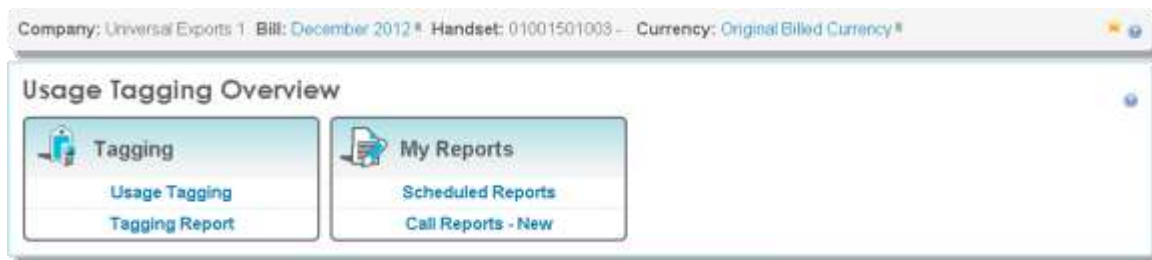 Company: Universal Exports 1 Bill: December 2012 Handset: 01001501003 - Currency: Original Billed Currency
Usage Tagging Overview
Tagging
My Reports
Usage Tagging
Scheduled Reports
Tagging Report
Call Reports - New